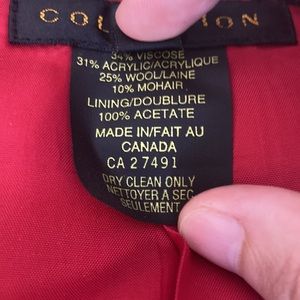 34% VISCOSE
31% ACRYLIC/ACRYLIQUE
25% WOOL/LAINE
10% MOHAIR
LINING/DOUBLURE
100% ACETATE
MADE IN/FAIT AU
CANADA
CA 27491
DRY CLEAN ONLY
NETTOYER A SEC
SEULEMENT